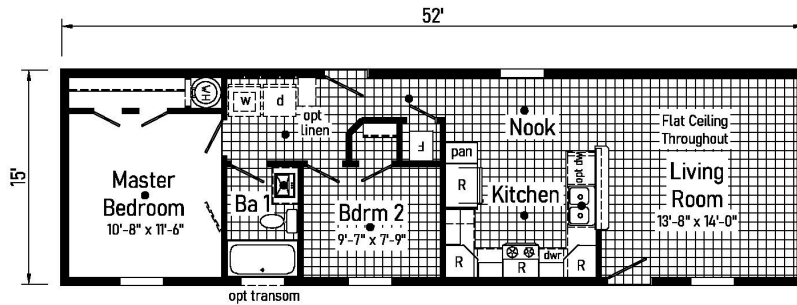 52'
15'
WH
w
d
opt
linen
F
pan
R
Nook
opt dw
Flat Ceiling
Throughout
Living
Room
13'-8" x 14'-0"
Master
Bedroom
10'-8" x 11'-6"
Ba 1
Bdrm 2
9'-7" x 7'-9"
Kitchen
R
R
dwr
R
opt transom